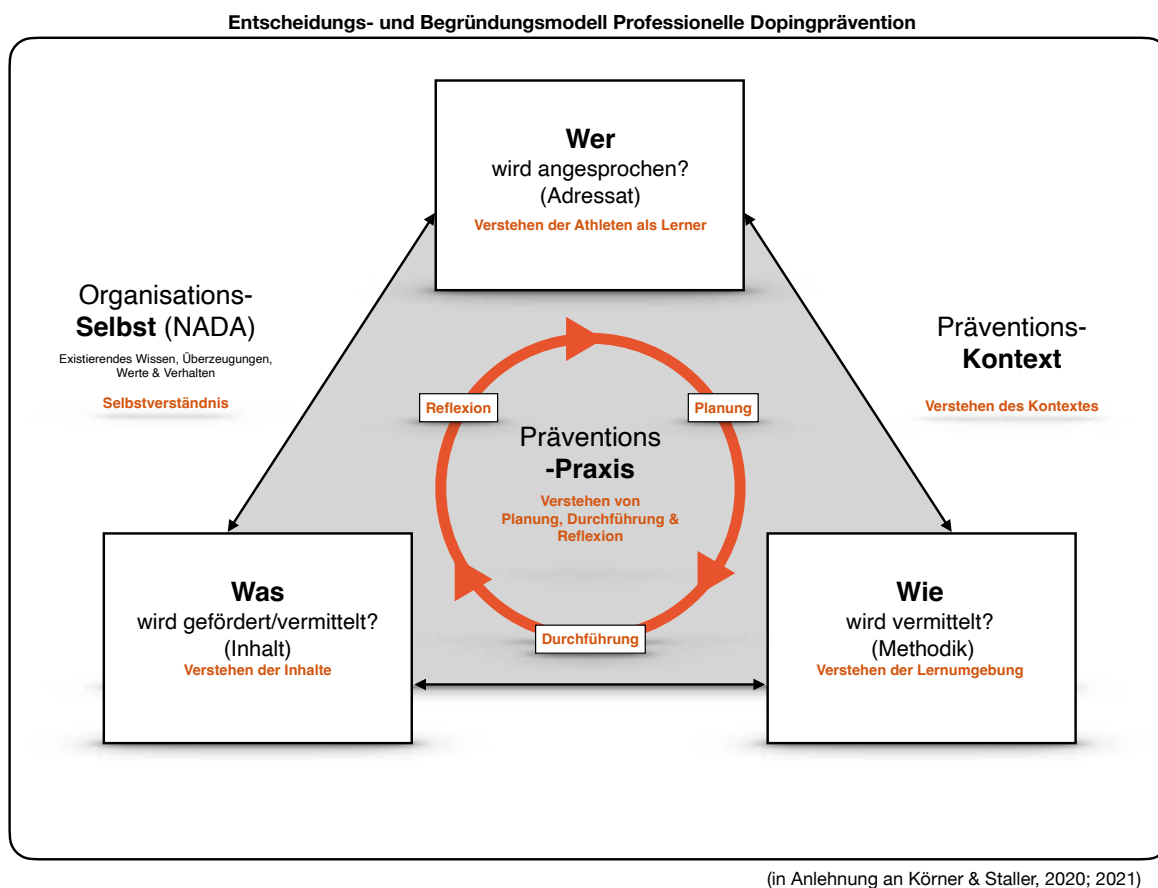 Entscheidungs- und Begründungsmodell Professionelle Dopingprävention
Wer
wird angesprochen?
(Adressat)
Verstehen der Athleten als Lerner
Organisations-
Selbst (NADA)
Existierendes Wissen, Überzeugungen,
Werte & Verhalten
Selbstverständnis
Präventions-
Kontext
Verstehen des Kontextes
Reflexion
Planung
Präventions
-Praxis
Verstehen von
Planung, Durchführung &
Reflexion
Durchführung
Was
wird gefördert/vermittelt?
(Inhalt)
Verstehen der Inhalte
Wie
wird vermittelt?
(Methodik)
Verstehen der Lernumgebung
(in Anlehnung an Körner & Staller, 2020; 2021)